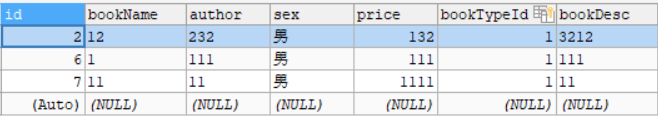 id bookName author sex price bookTypeId bookDesc
2 12 232 男 132 1 3212
6 1 111 男 111 1 111
7 11 11 男 1111 1 11
(Auto) (NULL) (NULL) (NULL) (NULL) (NULL) (NULL)